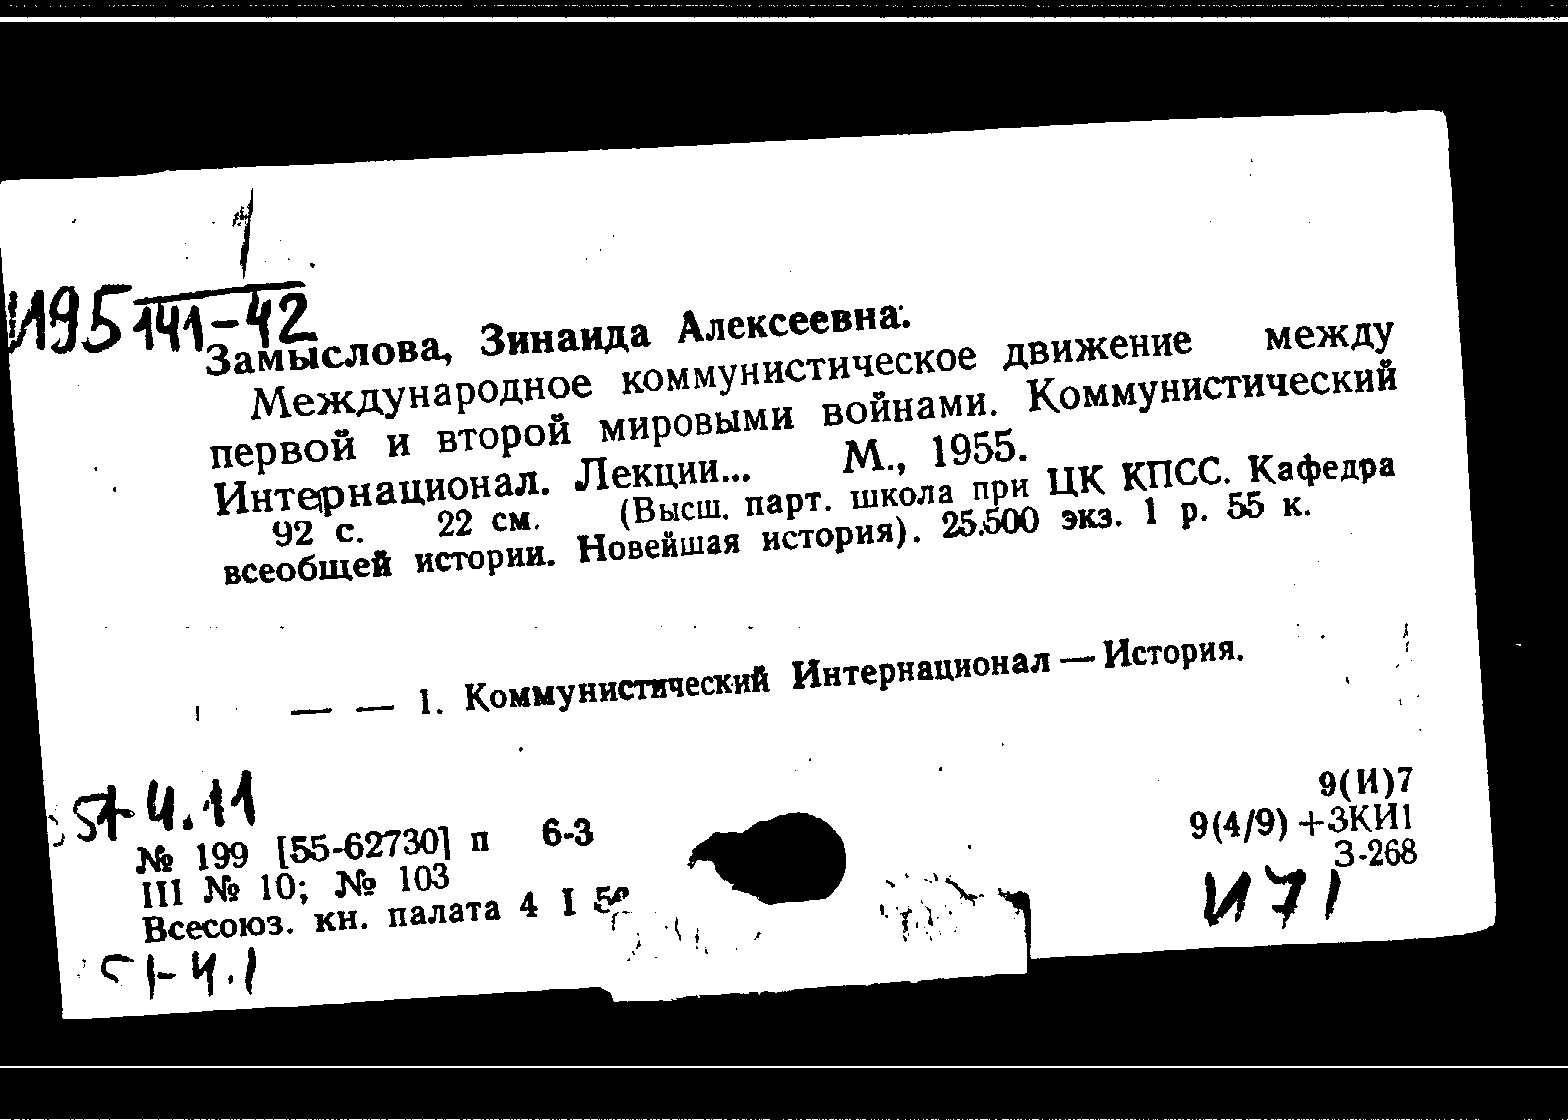 И95 141-42
Замыслова, Зинаида Алексеевна.
Международное коммунистическое движение между
первой и второй мировыми войнами. Коммунистический
Интернационал. Лекции... М., 1955.
92 с. 22 см. (Высш. парт. школа при ЦК КПСС. Кафедра
всеобщей истории. Новейшая история). 25.500 экз. 1 р. 55 к.
— — 1. Коммунистический Интернационал — История.
51-4.11
9(И)7
№ 199 [55-62730] п 6-3
9(4/9)+3КИ1
III № 10; № 103
З-268
Всесоюз. кн. палата 4 I
И71
51-4.1